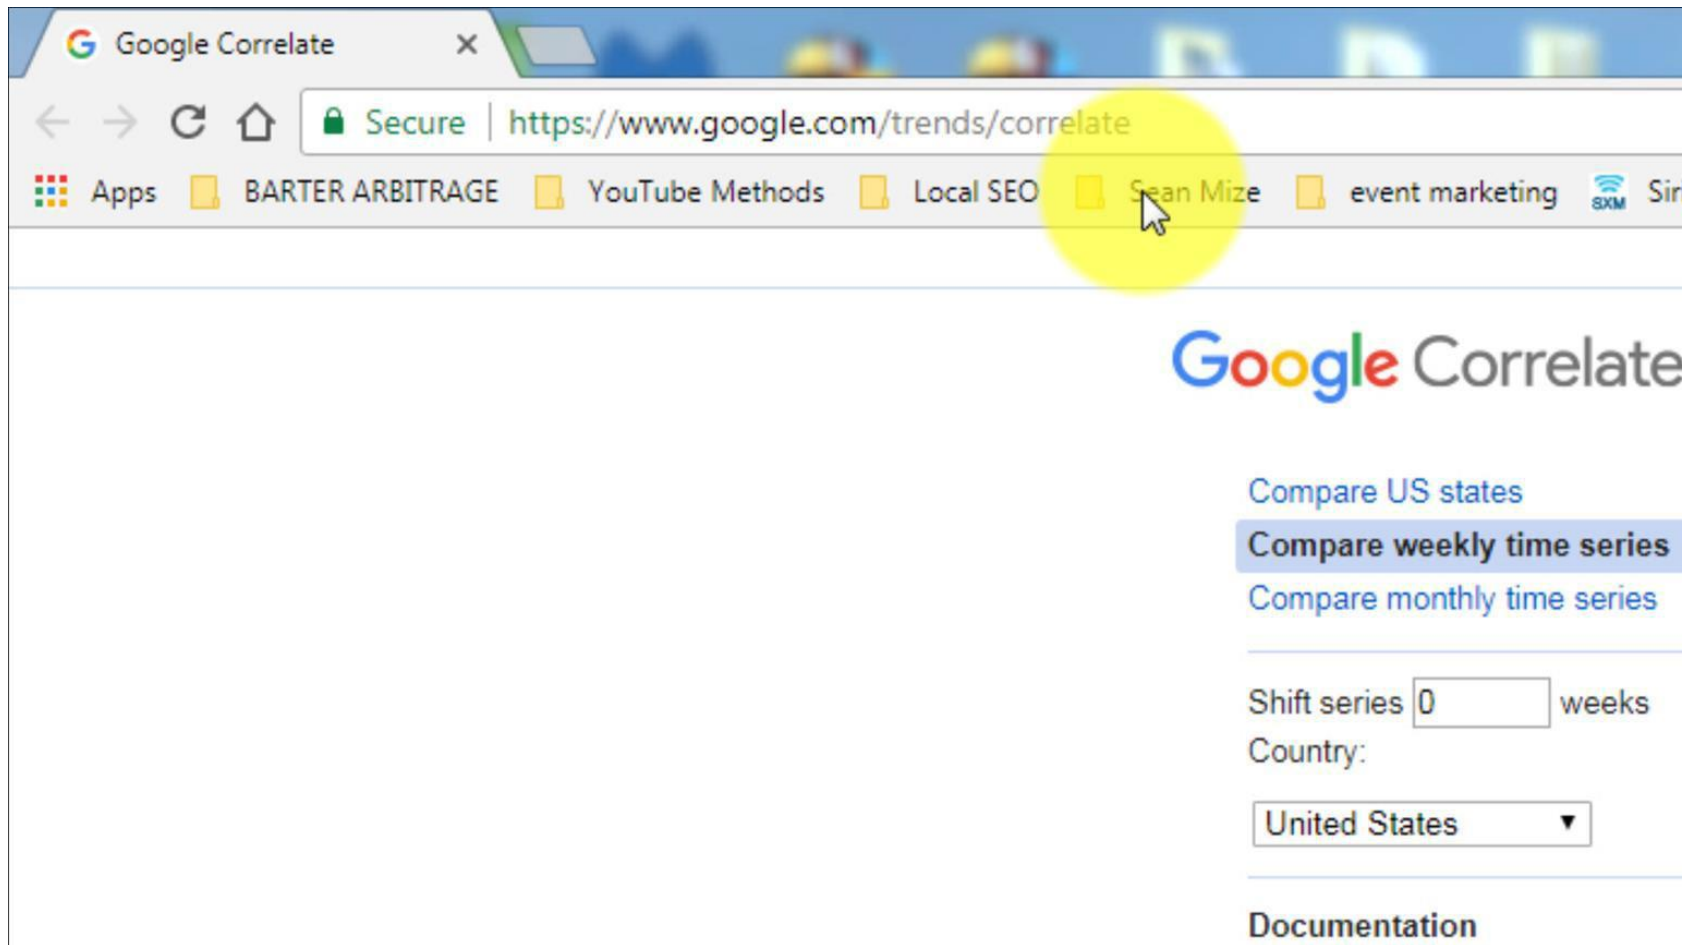 Google Correlate
Secure | https://www.google.com/trends/correlate
Apps BARTER ARBITRAGE YouTube Methods Local SEO Sean Mize event marketing SXM Siri
Google Correlate
Compare US states
Compare weekly time series
Compare monthly time series
Shift series 0 weeks
Country:
United States
Documentation